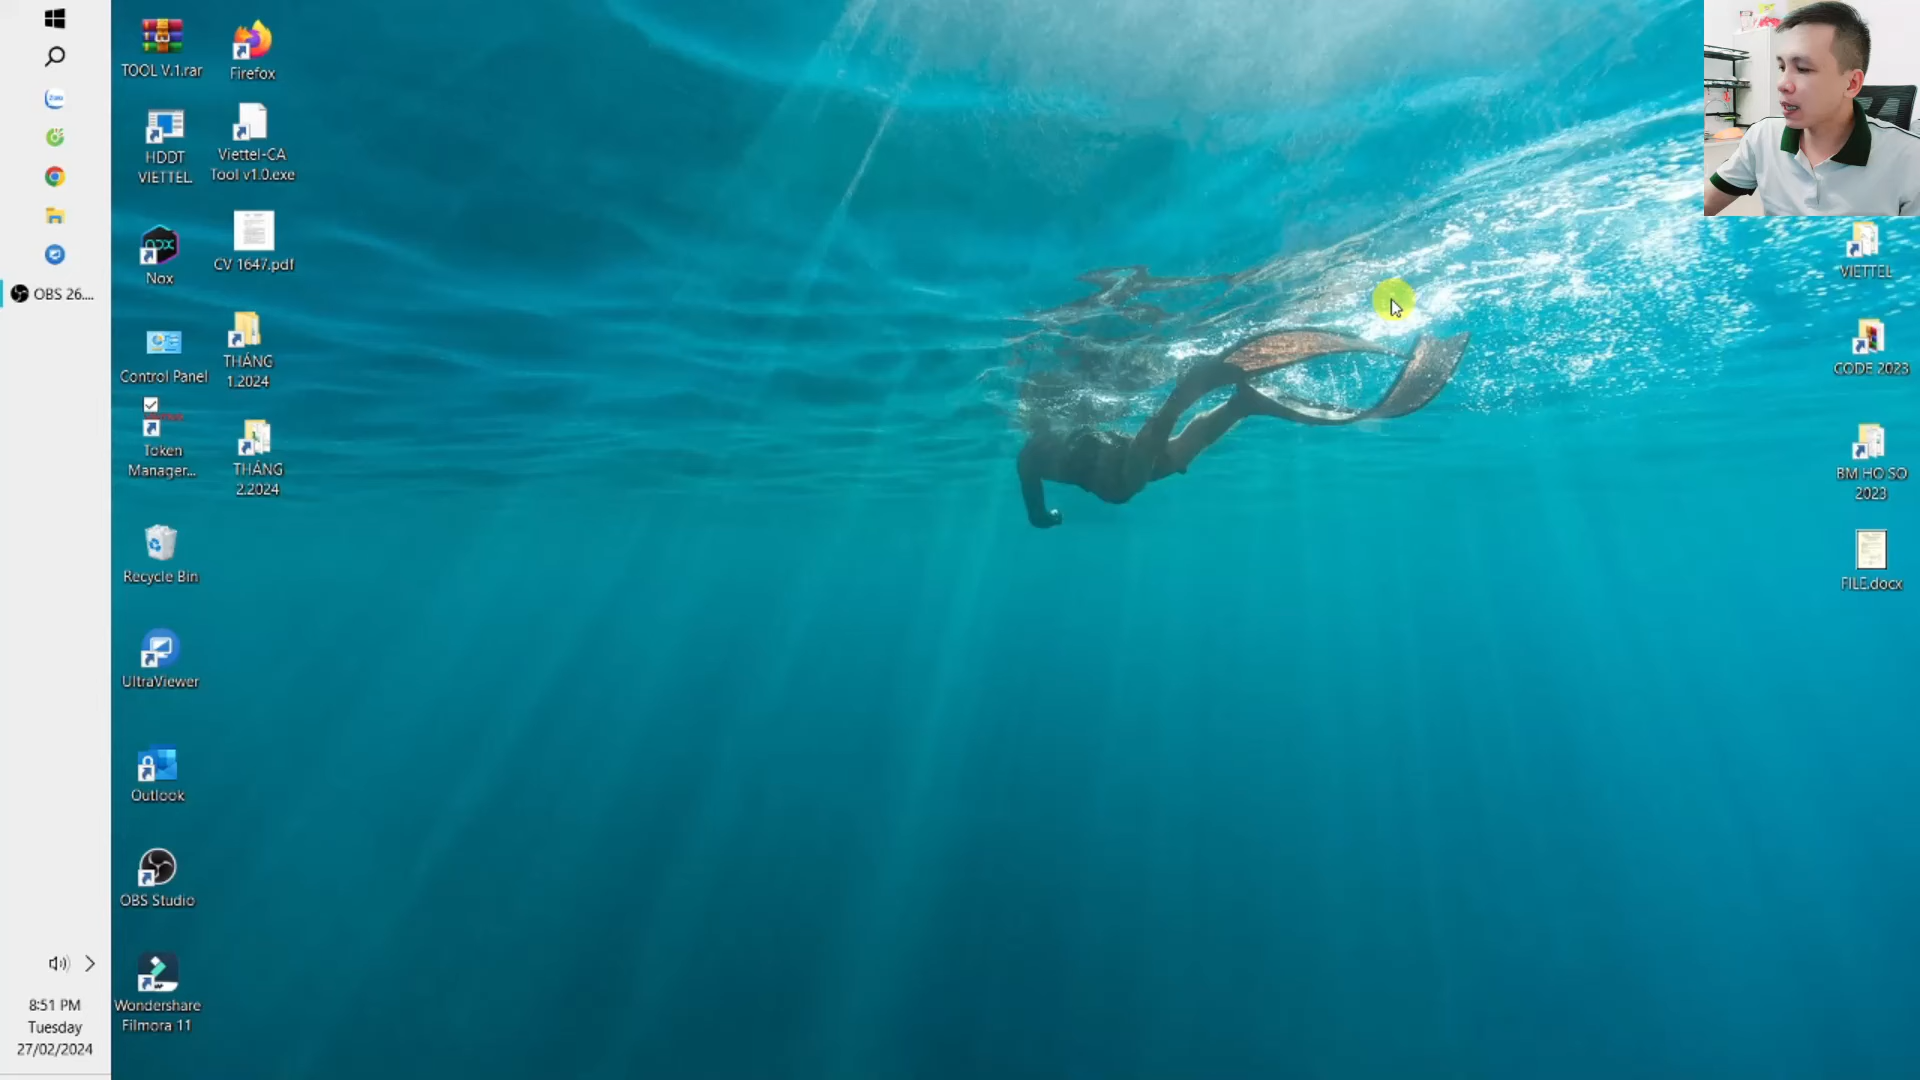 OBS 26....
8:51 PM
Tuesday
27/02/2024
TOOL V.1.rar
HDDT
VIETTEL
Nox
Control Panel
Token
Manager...
Recycle Bin
UltraViewer
Outlook
OBS Studio
Wondershare
Filmora 11
Firefox
Viettel-CA
Tool v1.0.exe
CV 1647.pdf
THÁNG
1.2024
THÁNG
2.2024
VIETTEL
CODE 2023
BM HO SO
2023
FILE.docx